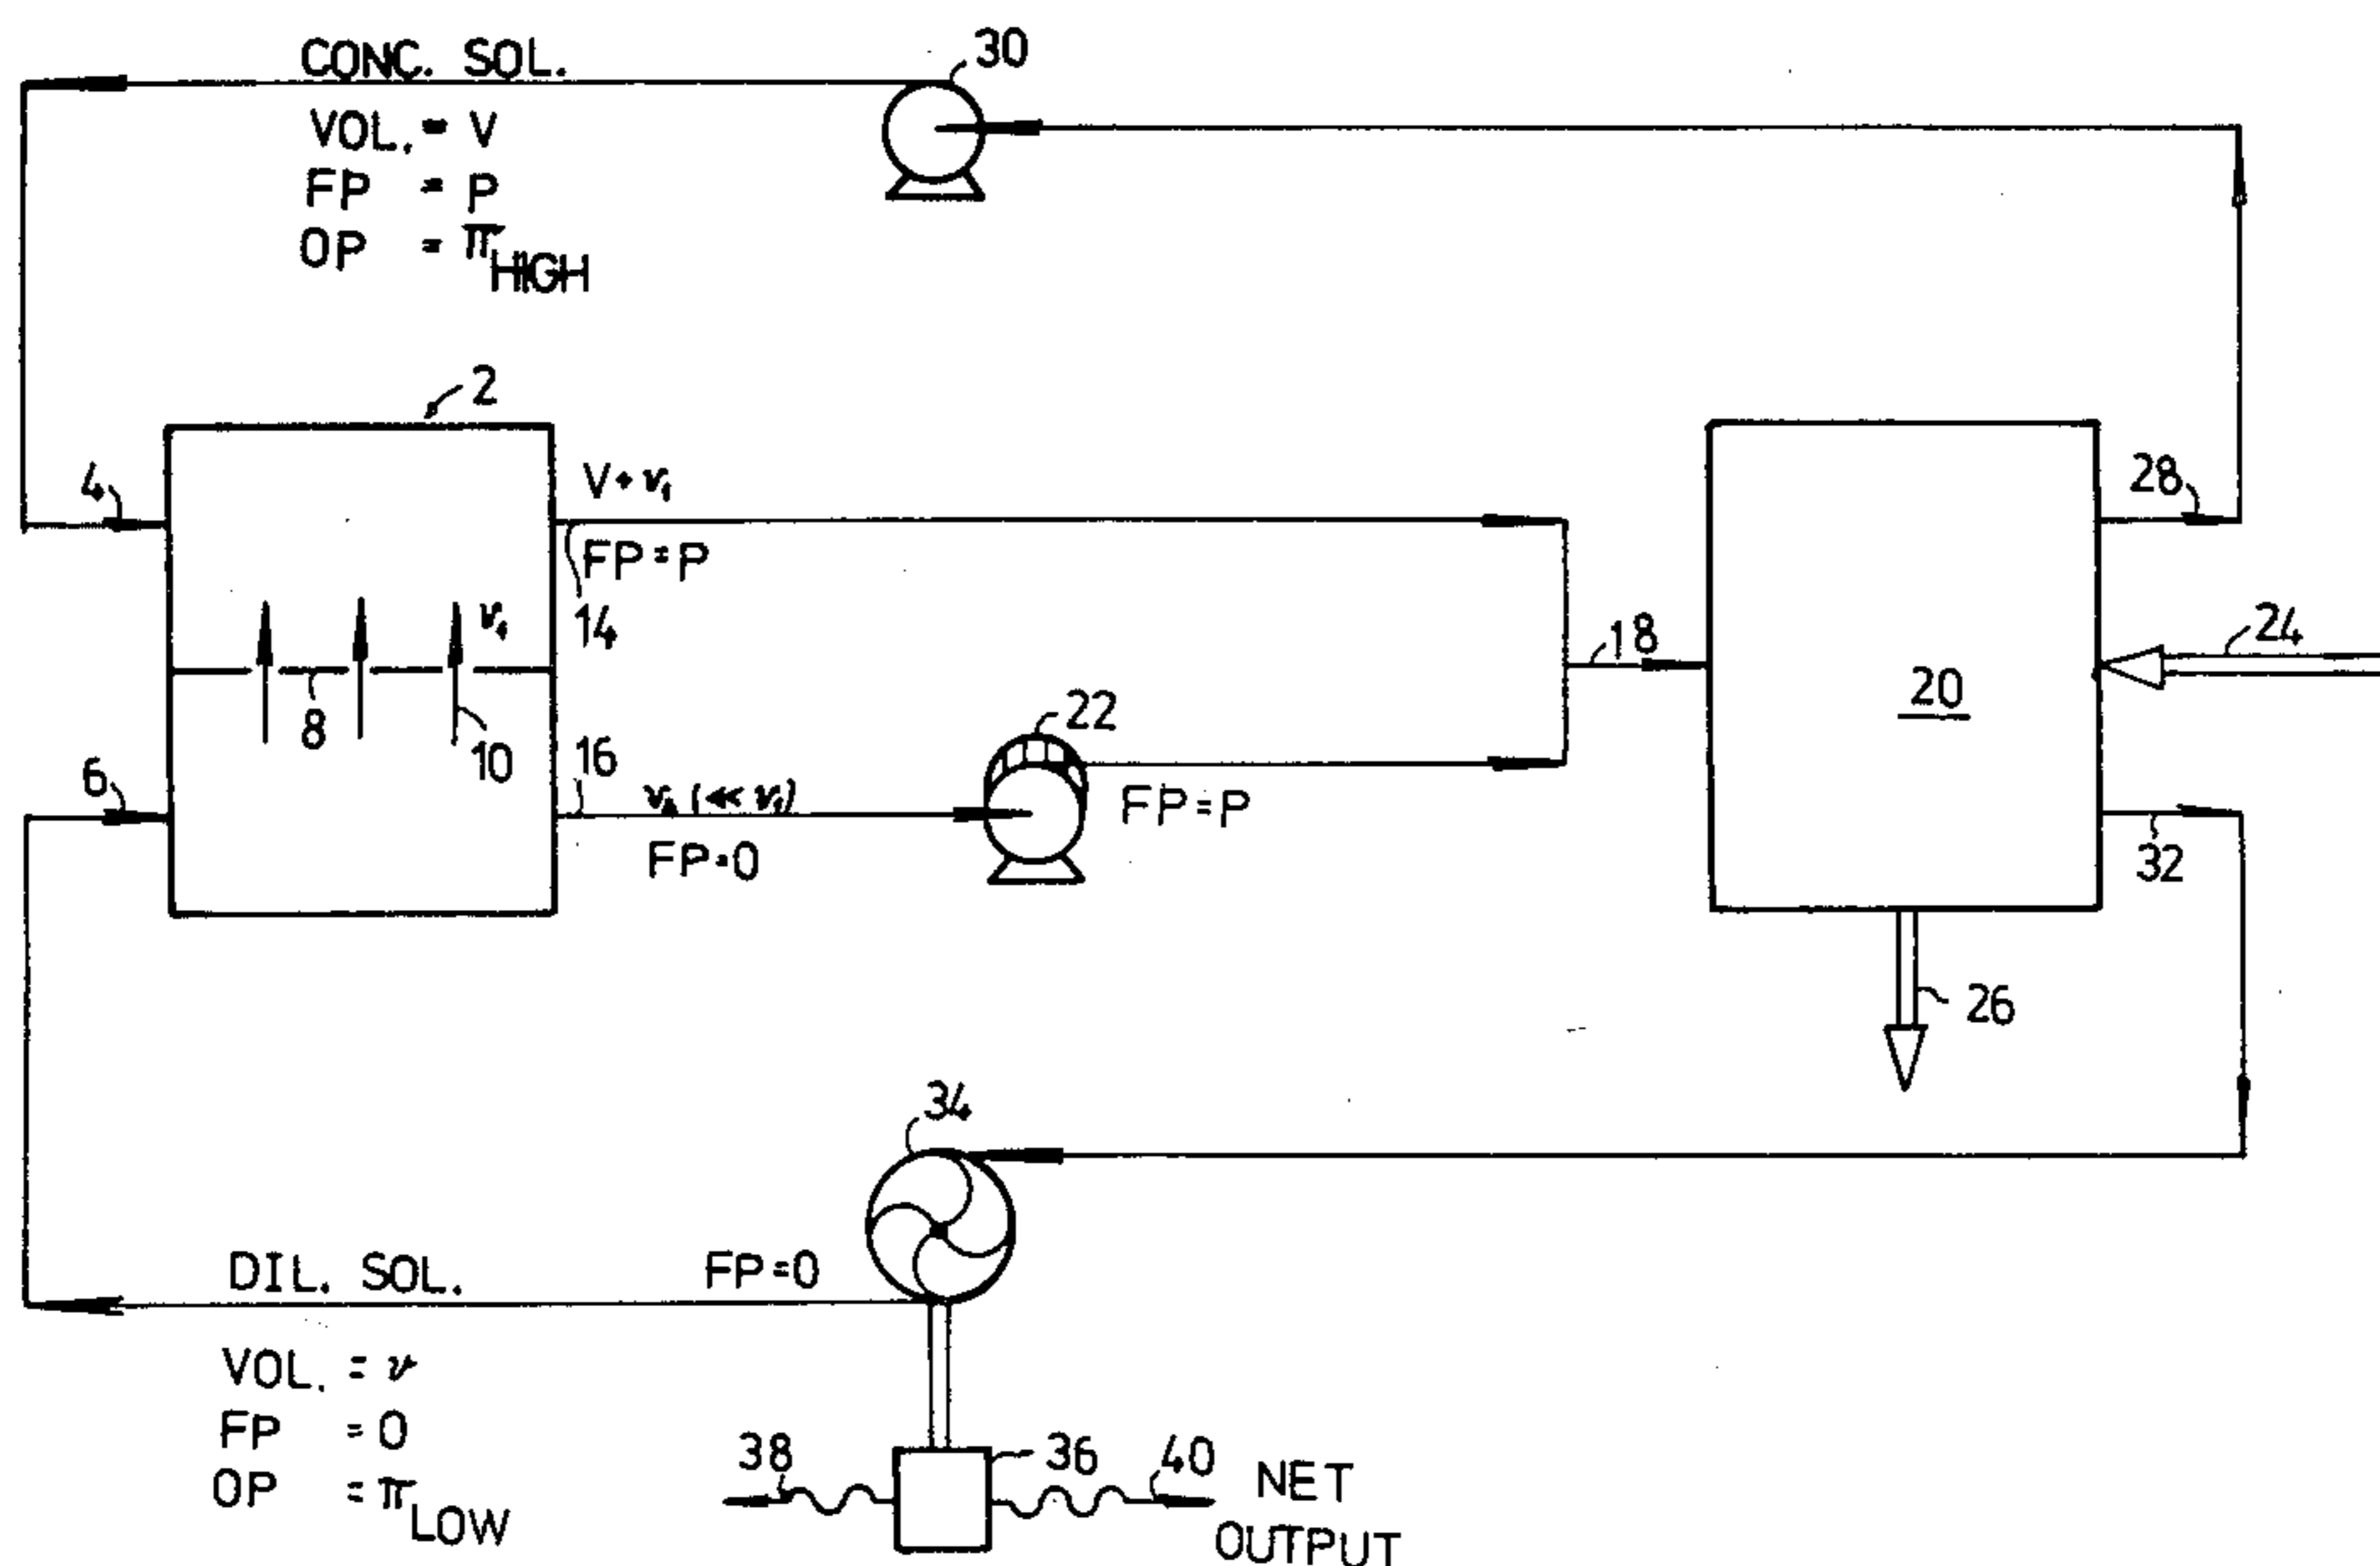 CONC. SOL.
VOL. = V
FP = P
OP = π HIGH
30
2
4
V + v₁
FP = P
14
28
v₁
8
10
18
20
24
6
16
22
(<< v₁)
FP = 0
FP = P
32
26
34
DIL. SOL.
FP = 0
VOL. = v
FP = 0
OP = π LOW
38
36
40
NET
OUTPUT